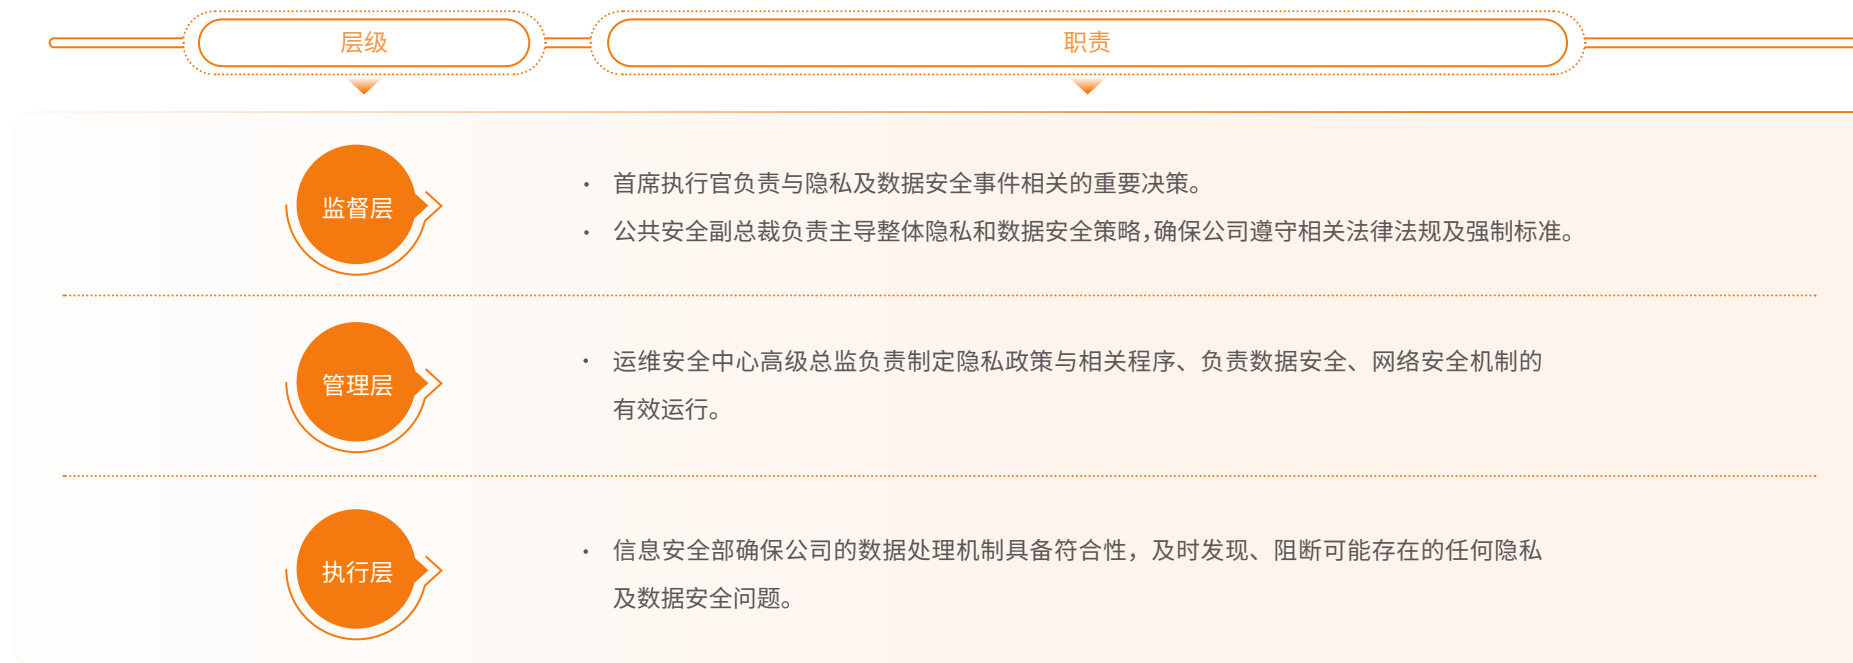 层级
职责
监督层
• 首席执行官负责与隐私及数据安全事件相关的重要决策。
• 公共安全副总裁负责主导整体隐私和数据安全策略,确保公司遵守相关法律法规及强制标准。
管理层
• 运维安全中心高级总监负责制定隐私政策与相关程序、负责数据安全、网络安全机制的
有效运行。
执行层
• 信息安全部确保公司的数据处理机制具备符合性，及时发现、阻断可能存在的任何隐私
及数据安全问题。